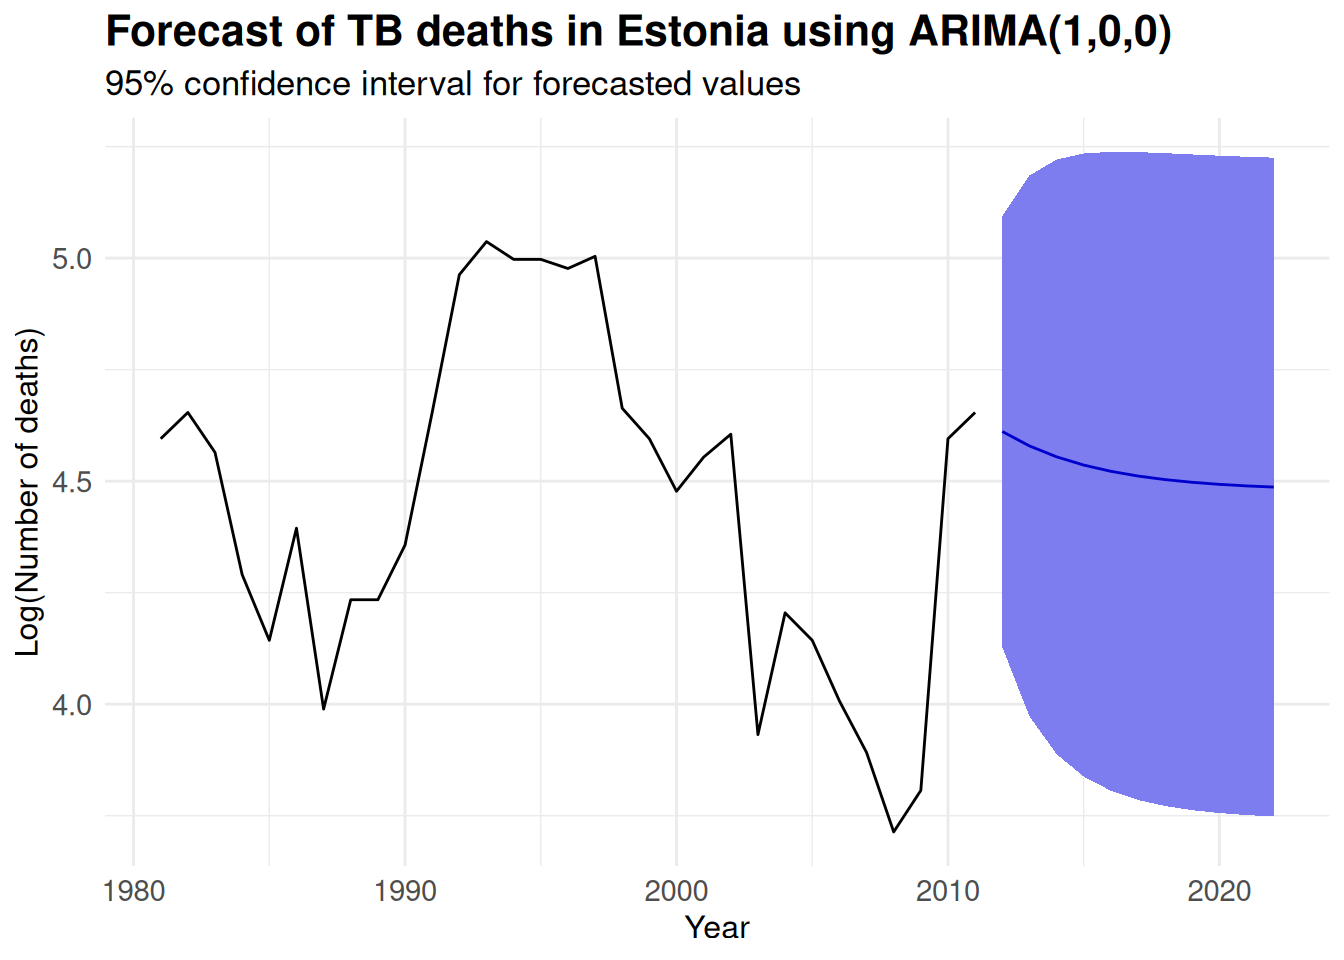 Forecast of TB deaths in Estonia using ARIMA(1,0,0)
95% confidence interval for forecasted values
Log(Number of deaths)
5.0
4.5
4.0
1980 1990 2000 2010 2020
Year